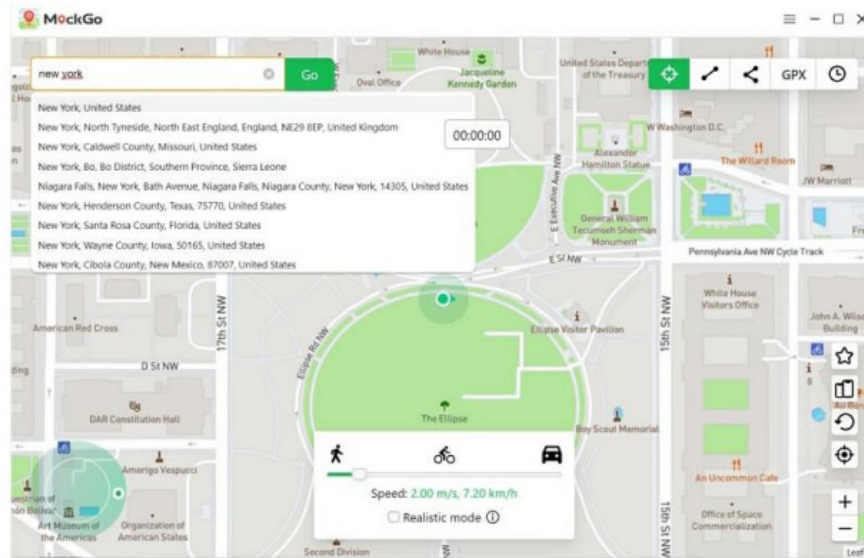 MockGo
new york
Go
New York, United States
New York, North Tyneside, North East England, England, NE29 8EP, United Kingdom
New York, Caldwell County, Missouri, United States
New York, Bo, Bo District, Southern Province, Sierra Leone
Niagara Falls, New York, Bath Avenue, Niagara Falls, Niagara County, New York, 14305, United States
New York, Henderson County, Texas, 75770, United States
New York, Santa Rosa County, Florida, United States
New York, Wayne County, Iowa, 50165, United States
New York, Cibola County, New Mexico, 87007, United States
00:00:00
GPX
White House
Oval Office
Jacqueline
Kennedy Garden
United States
of the Treasury
W Washington D.C.
Alexander
Hamilton Statue
The Willard Room
JW Marriott
E Executive Ave NW
General William
Tecumseh Sherman
Monument
E St NW
Pennsylvania Ave NW Cycle Track
White House
Visitors Office
John A.
Building
American Red Cross
17th St NW
15th St NW
Ellipse Rd NW
Ellipse Visitor Pavilion
D St NW
DAR Constitution Hall
The Ellipse
Boy Scout Memorial
Amerigo Vespucci
An Uncommon Cafe
Art Museum of
the Americas
Organization of
American States
Office of Space
Commercialization
15th St NW
Second Division
Speed: 2.00 m/s, 7.20 km/h
Realistic mode
+
−